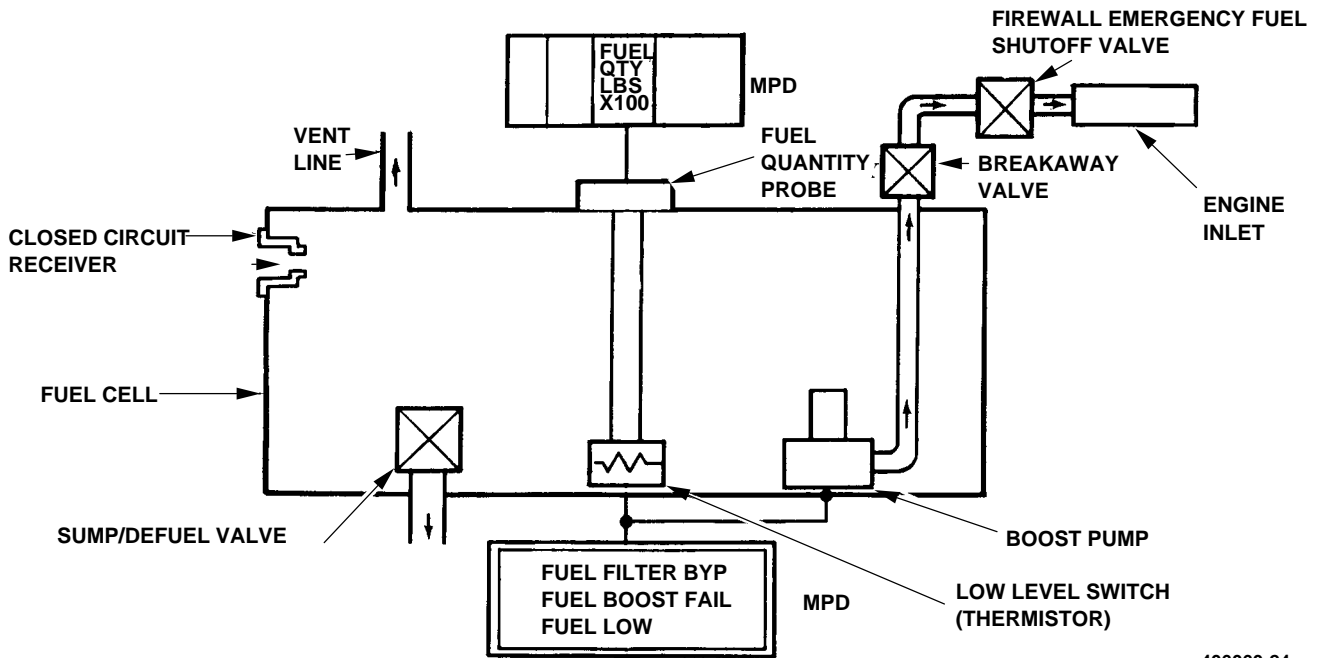 FIREWALL EMERGENCY FUEL
SHUTOFF VALVE
FUEL
QTY
LBS
X100
MPD
VENT
LINE
FUEL
QUANTITY
PROBE
BREAKAWAY
VALVE
ENGINE
INLET
CLOSED CIRCUIT
RECEIVER
FUEL CELL
SUMP/DEFUEL VALVE
BOOST PUMP
FUEL FILTER BYP
FUEL BOOST FAIL
FUEL LOW
MPD
LOW LEVEL SWITCH
(THERMISTOR)